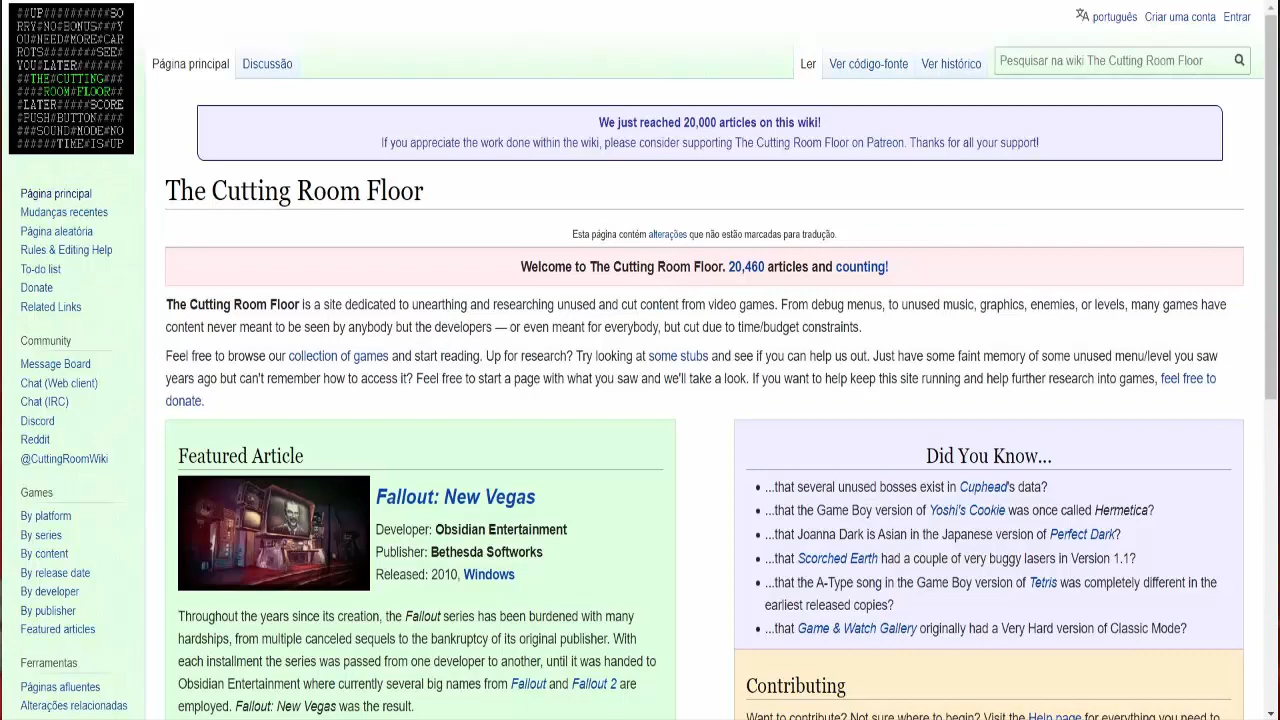 ##UP##########SO
RRY#NO#BONUS###Y
OU#NEED#MORE#CAR
ROTS########SEE#
YOU#LATER#######
##THE#CUTTING###
####ROOM#FLOOR##
#LATER####SCORE
#PUSH#BUTTON####
###SOUND#MODE#NO
######TIME#IS#UP
português Criar uma conta Entrar
Página principal Discussão Ler Ver código-fonte Ver histórico Pesquisar na wiki The Cutting Room Floor
We just reached 20,000 articles on this wiki!
If you appreciate the work done within the wiki, please consider supporting The Cutting Room Floor on Patreon. Thanks for all your support!
The Cutting Room Floor
Esta página contém alterações que não estão marcadas para tradução.
Welcome to The Cutting Room Floor. 20,460 articles and counting!
The Cutting Room Floor is a site dedicated to unearthing and researching unused and cut content from video games. From debug menus, to unused music, graphics, enemies, or levels, many games have
content never meant to be seen by anybody but the developers — or even meant for everybody, but cut due to time/budget constraints.
Feel free to browse our collection of games and start reading. Up for research? Try looking at some stubs and see if you can help us out. Just have some faint memory of some unused menu/level you saw
years ago but can't remember how to access it? Feel free to start a page with what you saw and we'll take a look. If you want to help keep this site running and help further research into games, feel free to
donate.
Página principal
Mudanças recentes
Página aleatória
Rules & Editing Help
To-do list
Donate
Related Links
Community
Message Board
Chat (Web client)
Chat (IRC)
Discord
Reddit
@CuttingRoomWiki
Games
By platform
By series
By content
By release date
By developer
By publisher
Featured articles
Ferramentas
Páginas afluentes
Alterações relacionadas
Featured Article
Fallout: New Vegas
Developer: Obsidian Entertainment
Publisher: Bethesda Softworks
Released: 2010, Windows
Throughout the years since its creation, the Fallout series has been burdened with many
hardships, from multiple canceled sequels to the bankruptcy of its original publisher. With
each installment the series was passed from one developer to another, until it was handed to
Obsidian Entertainment where currently several big names from Fallout and Fallout 2 are
employed. Fallout: New Vegas was the result.
Did You Know...
...that several unused bosses exist in Cuphead's data?
...that the Game Boy version of Yoshi's Cookie was once called Hermetica?
...that Joanna Dark is Asian in the Japanese version of Perfect Dark?
...that Scorched Earth had a couple of very buggy lasers in Version 1.1?
...that the A-Type song in the Game Boy version of Tetris was completely different in the
earliest released copies?
...that Game & Watch Gallery originally had a Very Hard version of Classic Mode?
Contributing
Want to contribute? Not sure where to begin? Visit the Help page for everything you need to